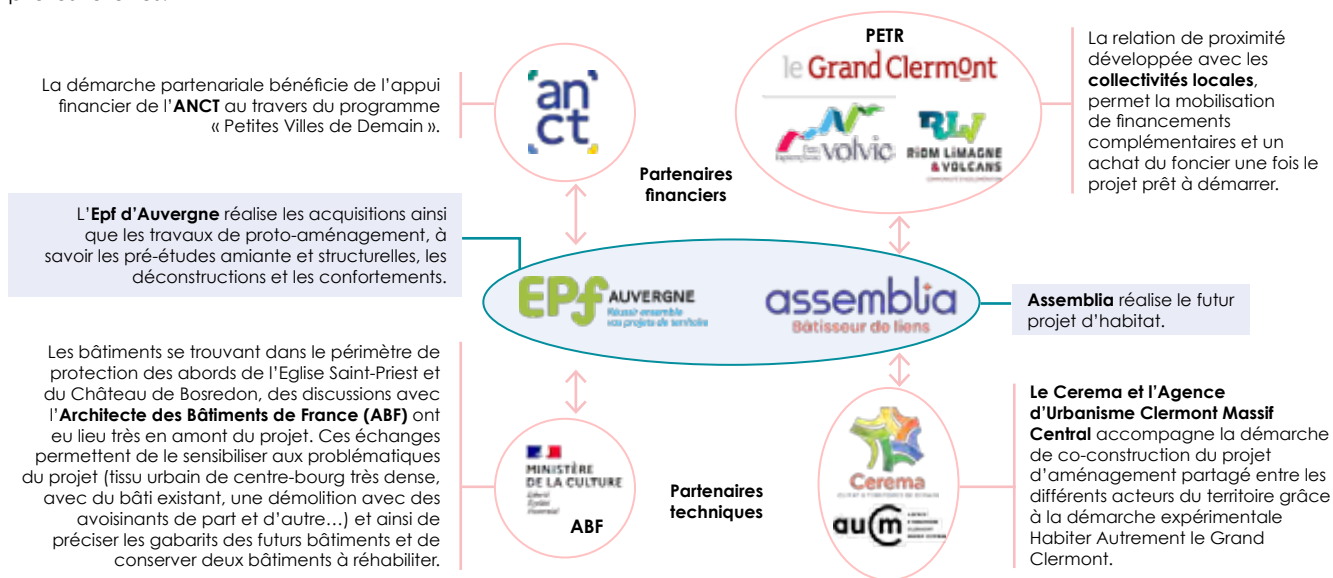 La démarche partenariale bénéficie de l'appui
financier de l'ANCT au travers du programme
« Petites Villes de Demain ».
an
ct
PETR
le Grand Clermont
volvic
RIOM LIMAGNE
& VOLCANS
La relation de proximité
développée avec les
collectivités locales,
permet la mobilisation
de financements
complémentaires et un
achat du foncier une fois le
projet prêt à démarrer.
Partenaires
financiers
L'Epf d'Auvergne réalise les acquisitions ainsi
que les travaux de proto-aménagement, à
savoir les pré-études amiante et structurelles, les
déconstructions et les confortements.
EPf AUVERGNE
Réussir ensemble
vos projets de territoire
assemblia
Bâtisseur de liens
Assemblia réalise le futur
projet d'habitat.
Les bâtiments se trouvant dans le périmètre de
protection des abords de l'Eglise Saint-Priest et
du Château de Bosredon, des discussions avec
l'Architecte des Bâtiments de France (ABF) ont
eu lieu très en amont du projet. Ces échanges
permettent de le sensibiliser aux problématiques
du projet (tissu urbain de centre-bourg très dense,
avec du bâti existant, une démolition avec des
avoisinants de part et d'autre…) et ainsi de
préciser les gabarits des futurs bâtiments et de
conserver deux bâtiments à réhabiliter.
MINISTÈRE
DE LA CULTURE
Liberté
Égalité
Fraternité
ABF
Partenaires
techniques
Cerema
aucm
Le Cerema et l'Agence
d'Urbanisme Clermont Massif
Central accompagne la démarche
de co-construction du projet
d'aménagement partagé entre les
différents acteurs du territoire grâce
à la démarche expérimentale
Habiter Autrement le Grand
Clermont.